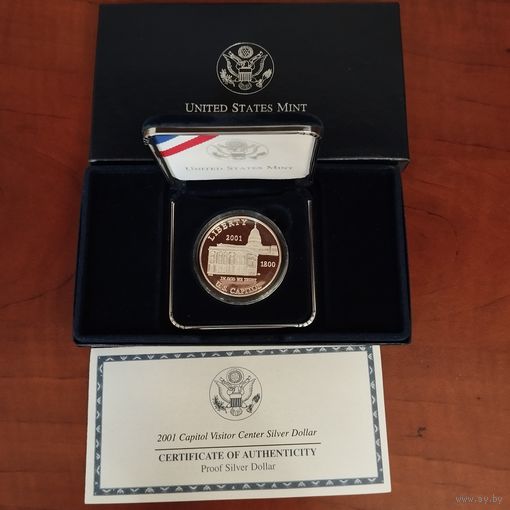 UNITED STATES MINT
UNITED STATES MINT
LIBERTY
2001
1800
IN GOD WE TRUST
U.S. CAPITOL
2001 Capitol Visitor Center Silver Dollar
CERTIFICATE OF AUTHENTICITY
Proof Silver Dollar
www.ay.by